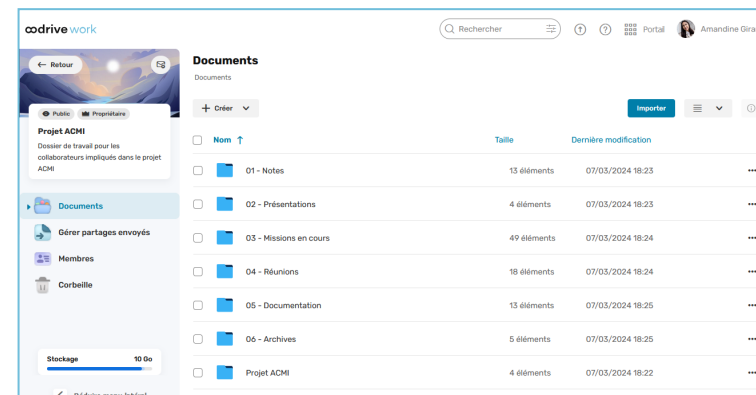 oodrive work
Rechercher
Portal
Amandine Gira
Retour
Public
Propriétaire
Projet ACMI
Dossier de travail pour les
collaborateurs impliqués dans le projet
ACMI
Documents
Gérer partages envoyés
Membres
Corbeille
Stockage 10 Go
Réduire menu latéral
Documents
Documents
Créer
Importer
Nom Taille Dernière modification
01 - Notes 13 éléments 07/03/2024 18:23
02 - Présentations 4 éléments 07/03/2024 18:23
03 - Missions en cours 49 éléments 07/03/2024 18:24
04 - Réunions 18 éléments 07/03/2024 18:24
05 - Documentation 13 éléments 07/03/2024 18:25
06 - Archives 5 éléments 07/03/2024 18:25
Projet ACMI 4 éléments 07/03/2024 18:22